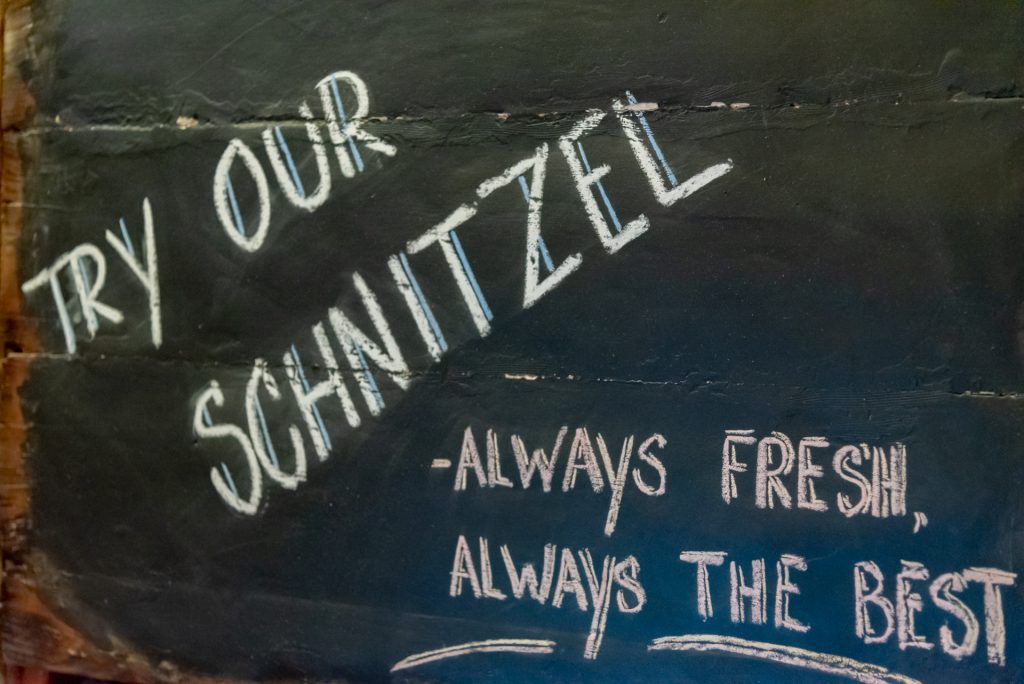 TRY OUR
SCHNITZEL
-ALWAYS FRESH,
ALWAYS THE BEST